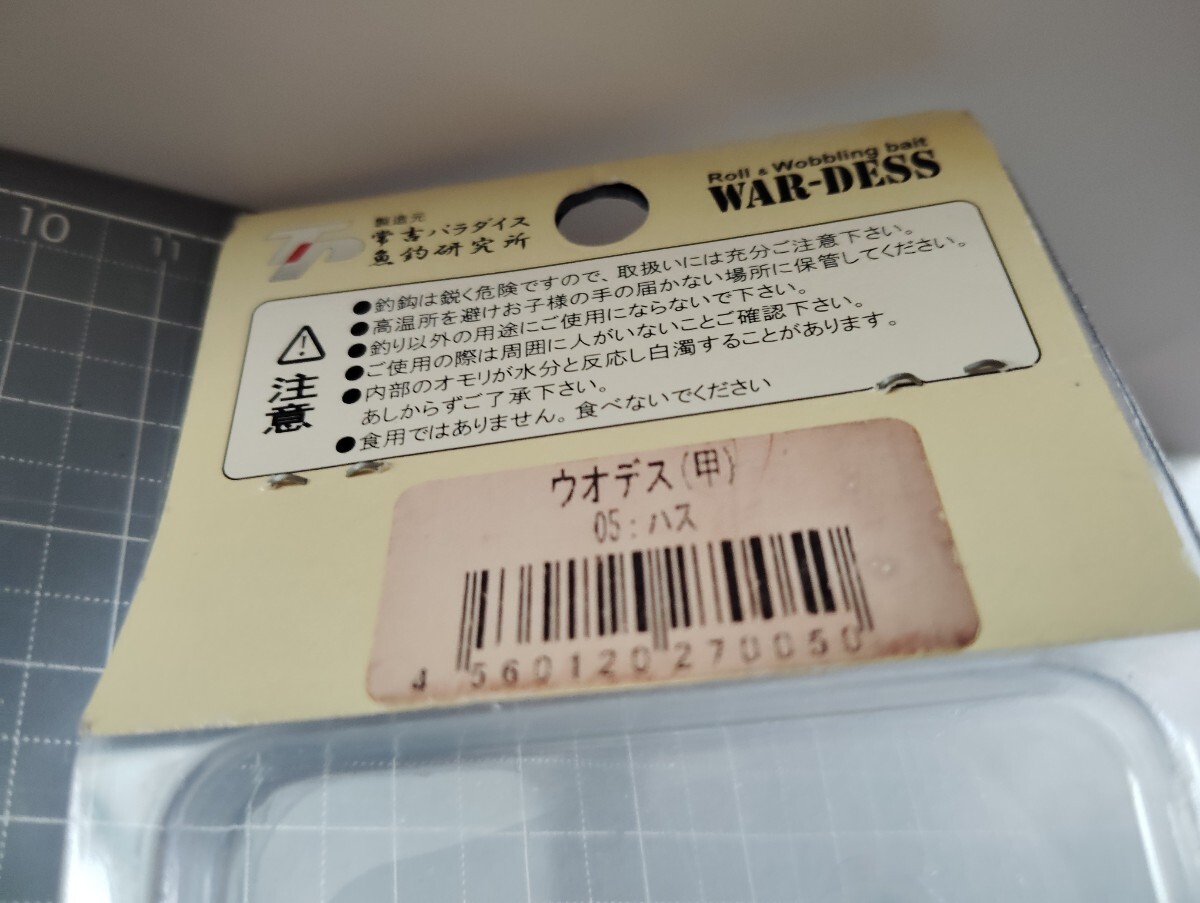 10
11
TP
製造元
常吉パラダイス
魚釣研究所
Roll & Wobbling bait
WAR-DESS
注意
●釣鈎は鋭く危険ですので、取扱いには充分ご注意下さい。
●高温所を避けお子様の手の届かない場所に保管してください。
●釣り以外の用途にご使用にならないで下さい。
●ご使用の際は周囲に人がいないことご確認下さい。
●内部のオモリが水分と反応し白濁することがあります。
あしからずご了承下さい。
●食用ではありません。食べないでください
ウオデス(甲)
05:ハス
4 560120 270050